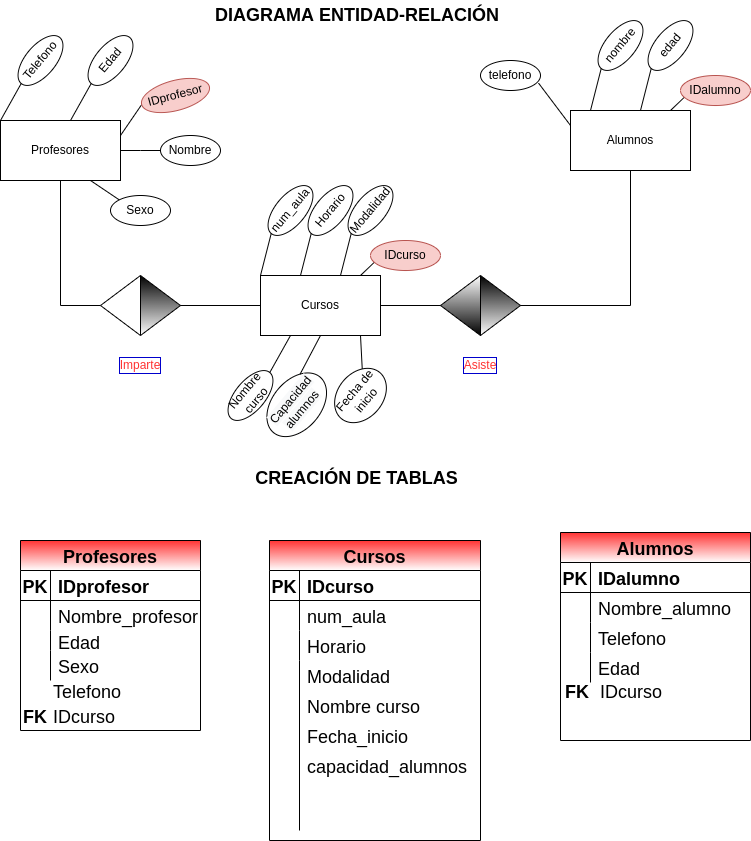 DIAGRAMA ENTIDAD-RELACIÓN
Telefono
Edad
IDprofesor
Profesores
Nombre
Sexo
nombre
edad
telefono
IDalumno
Alumnos
num_aula
Horario
Modalidad
IDcurso
Cursos
Imparte
Asiste
Nombre
curso
Capacidad
alumnos
Fecha de
inicio
CREACIÓN DE TABLAS
Profesores
PK IDprofesor
Nombre_profesor
Edad
Sexo
Telefono
FK IDcurso
Cursos
PK IDcurso
num_aula
Horario
Modalidad
Nombre curso
Fecha_inicio
capacidad_alumnos
Alumnos
PK IDalumno
Nombre_alumno
Telefono
Edad
FK IDcurso